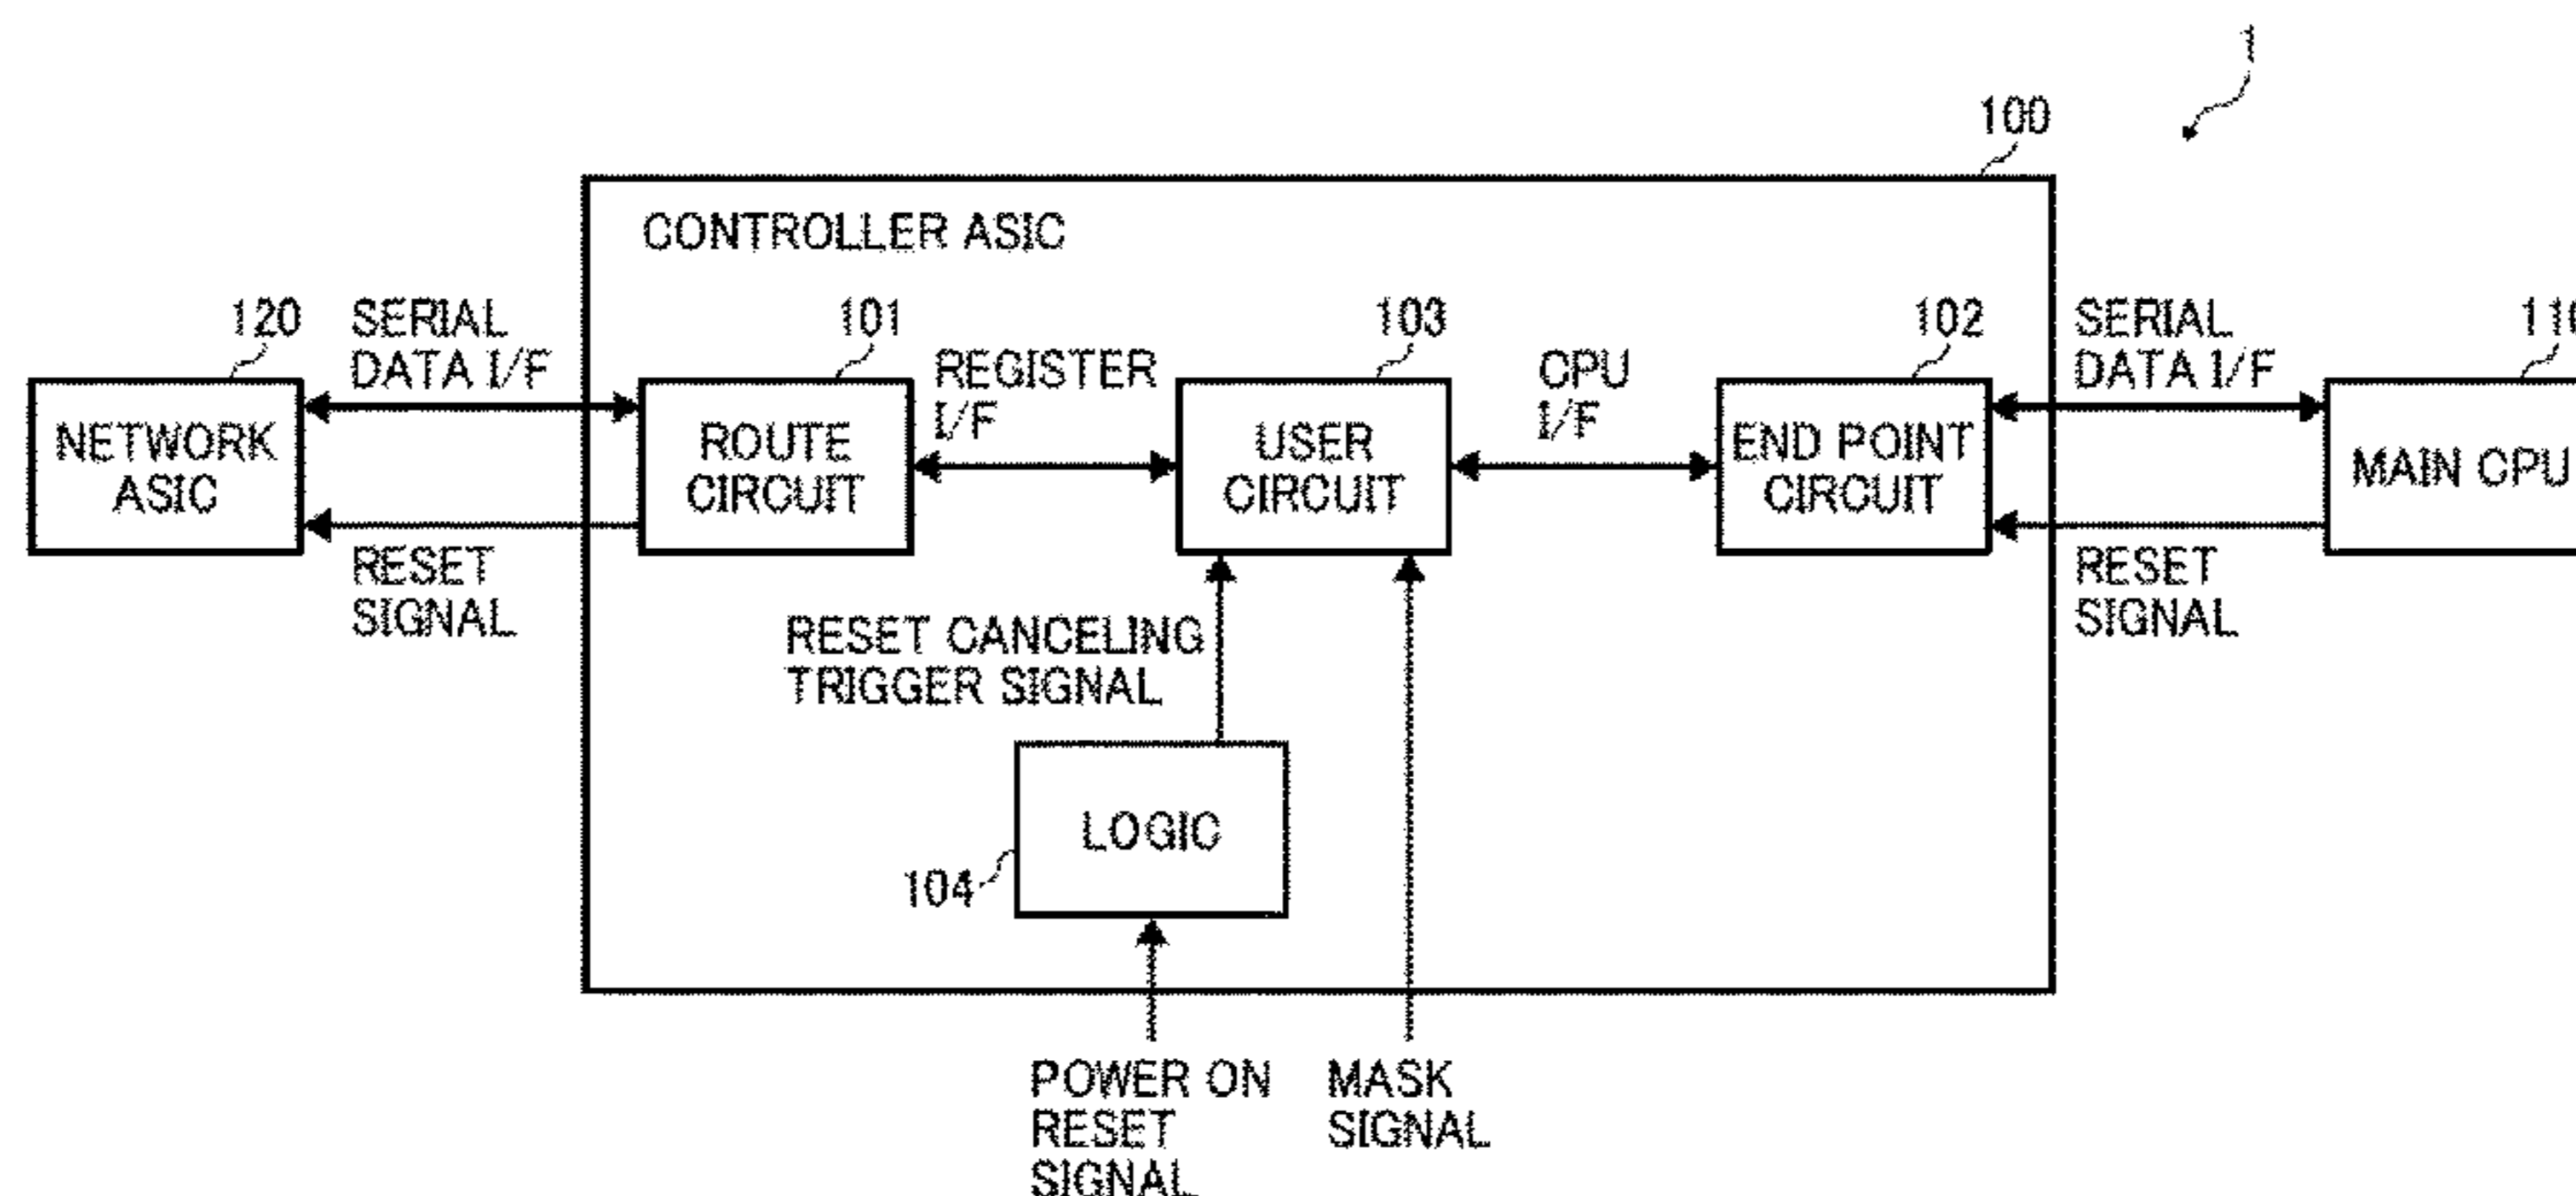 1
100
CONTROLLER ASIC
120
SERIAL
DATA I/F
101
REGISTER
I/F
103
CPU
I/F
102
SERIAL
DATA I/F
NETWORK
ASIC
ROUTE
CIRCUIT
USER
CIRCUIT
END POINT
CIRCUIT
MAIN CPU
RESET
SIGNAL
RESET
SIGNAL
RESET CANCELING
TRIGGER SIGNAL
LOGIC
104
POWER ON
RESET
SIGNAL
MASK
SIGNAL